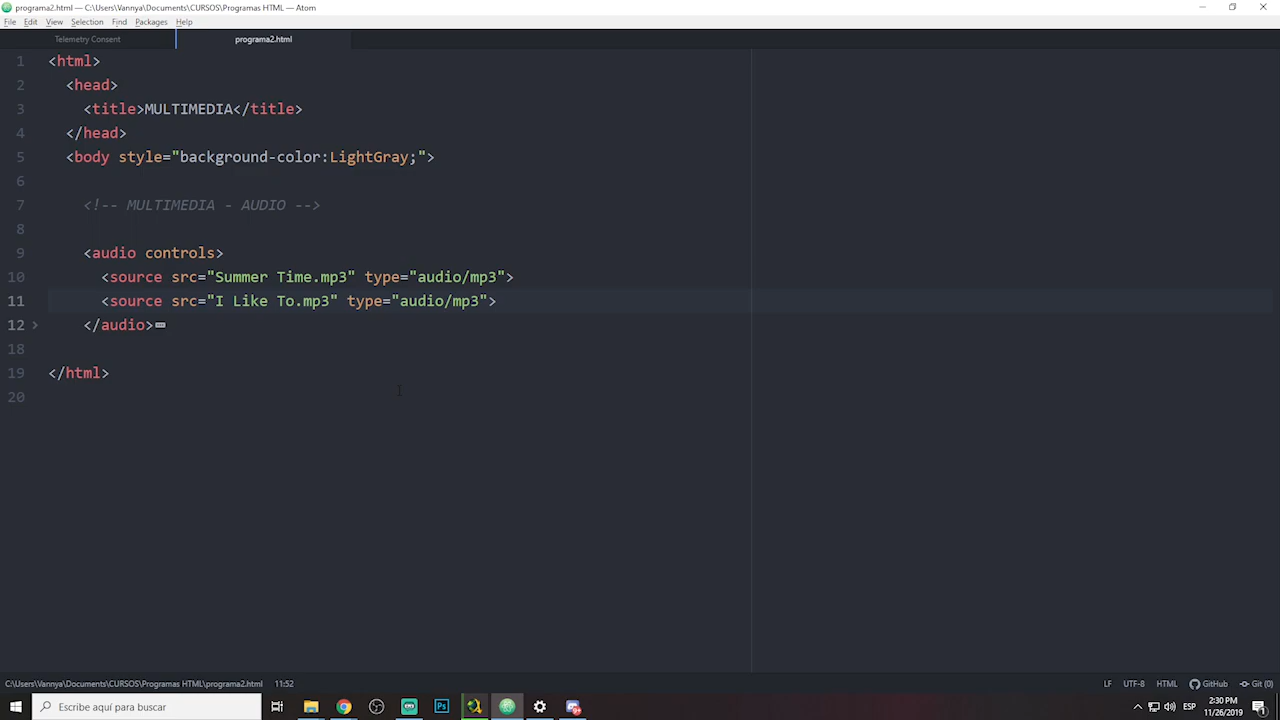 programa2.html — C:\Users\Vannya\Documents\CURSOS\Programas HTML — Atom
File Edit View Selection Find Packages Help
Telemetry Consent programa2.html
1 <html>
2 <head>
3 <title>MULTIMEDIA</title>
4 </head>
5 <body style="background-color:LightGray;">
6
7 <!-- MULTIMEDIA - AUDIO -->
8
9 <audio controls>
10 <source src="Summer Time.mp3" type="audio/mp3">
11 <source src="I Like To.mp3" type="audio/mp3">
12 </audio>
18
19 </html>
20
C:\Users\Vannya\Documents\CURSOS\Programas HTML\programa2.html 11:52 LF UTF-8 HTML GitHub Git (0)
Escribe aquí para buscar
Ps
ESP
2:30 PM
11/26/2019
1